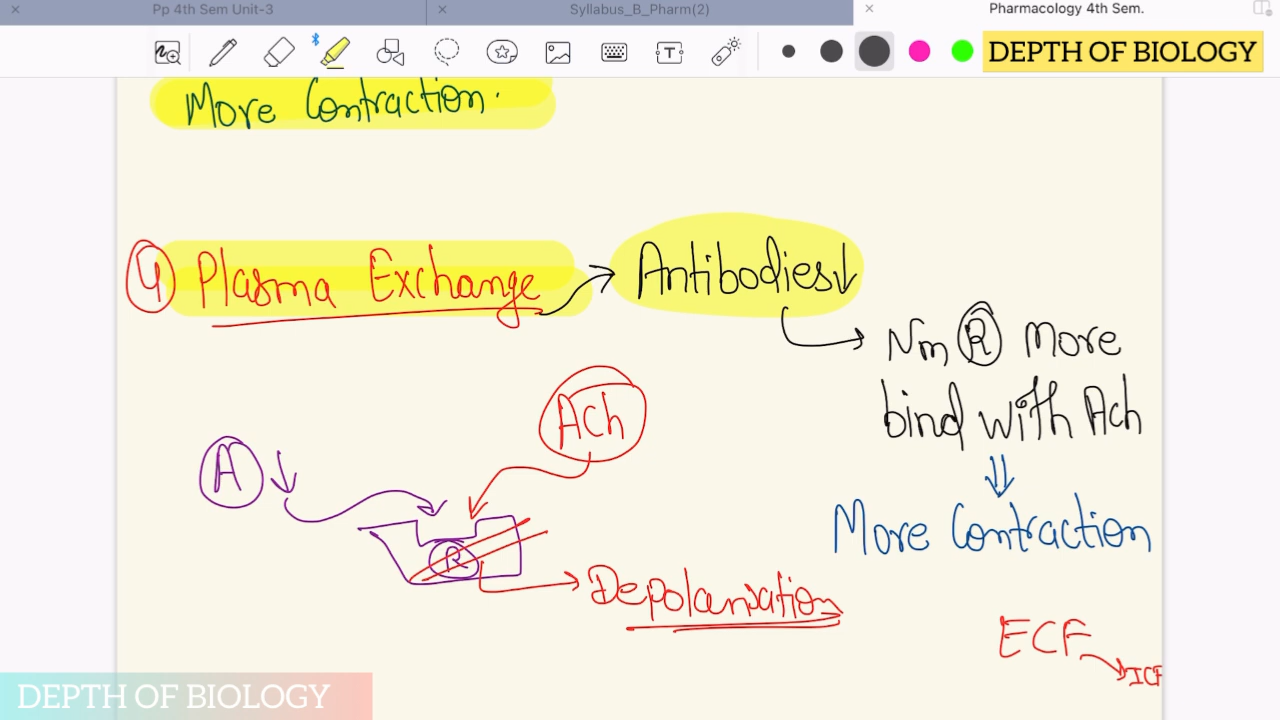 Pp 4th Sem Unit-3
Syllabus_B_Pharm(2)
Pharmacology 4th Sem.
DEPTH OF BIOLOGY
More Contraction.
4 Plasma Exchange → Antibodies↓
Nm R More
bind with Ach
⇓
More Contraction
ACh
A ↓
R
Depolarisation
ECF
ICF
DEPTH OF BIOLOGY